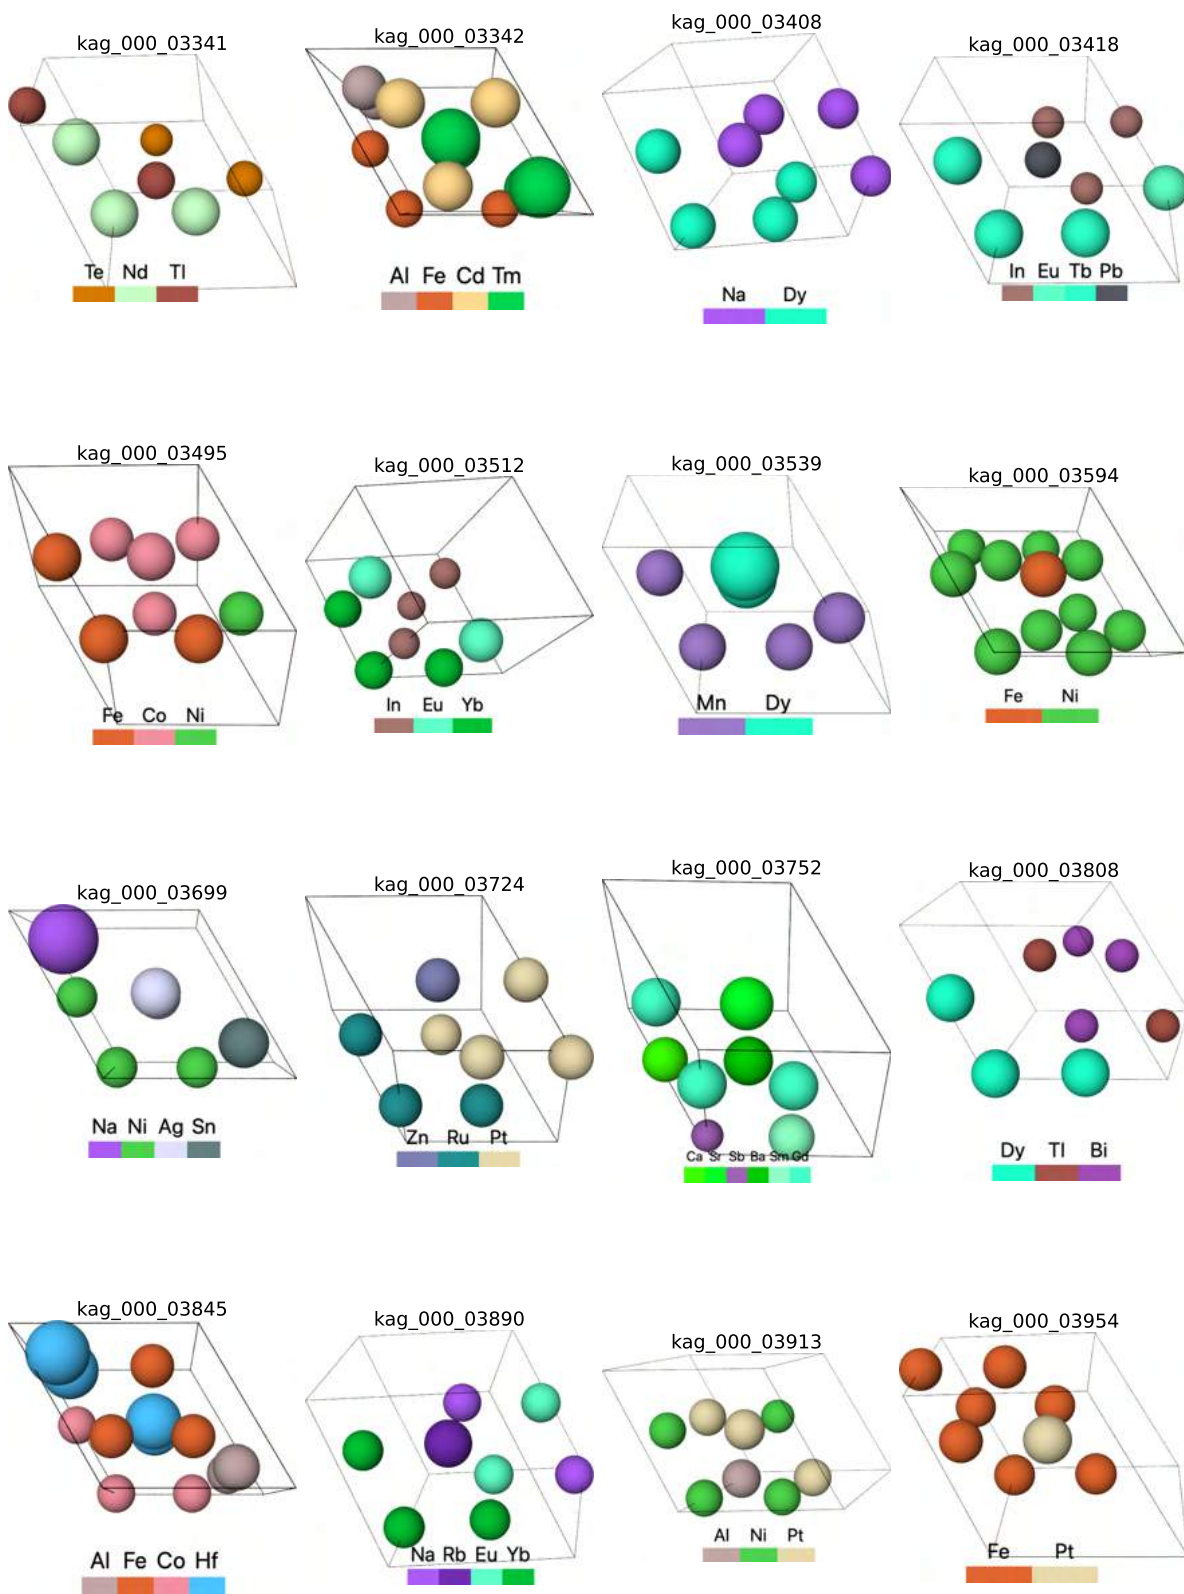 kag_000_03341
kag_000_03342
kag_000_03408
kag_000_03418
Te Nd Tl
Al Fe Cd Tm
Na Dy
In Eu Tb Pb
kag_000_03495
kag_000_03512
kag_000_03539
kag_000_03594
Fe Co Ni
In Eu Yb
Mn Dy
Fe Ni
kag_000_03699
kag_000_03724
kag_000_03752
kag_000_03808
Na Ni Ag Sn
Zn Ru Pt
Ca Sr Sb Ba Sm Gd
Dy Tl Bi
kag_000_03845
kag_000_03890
kag_000_03913
kag_000_03954
Al Fe Co Hf
Na Rb Eu Yb
Al Ni Pt
Fe Pt